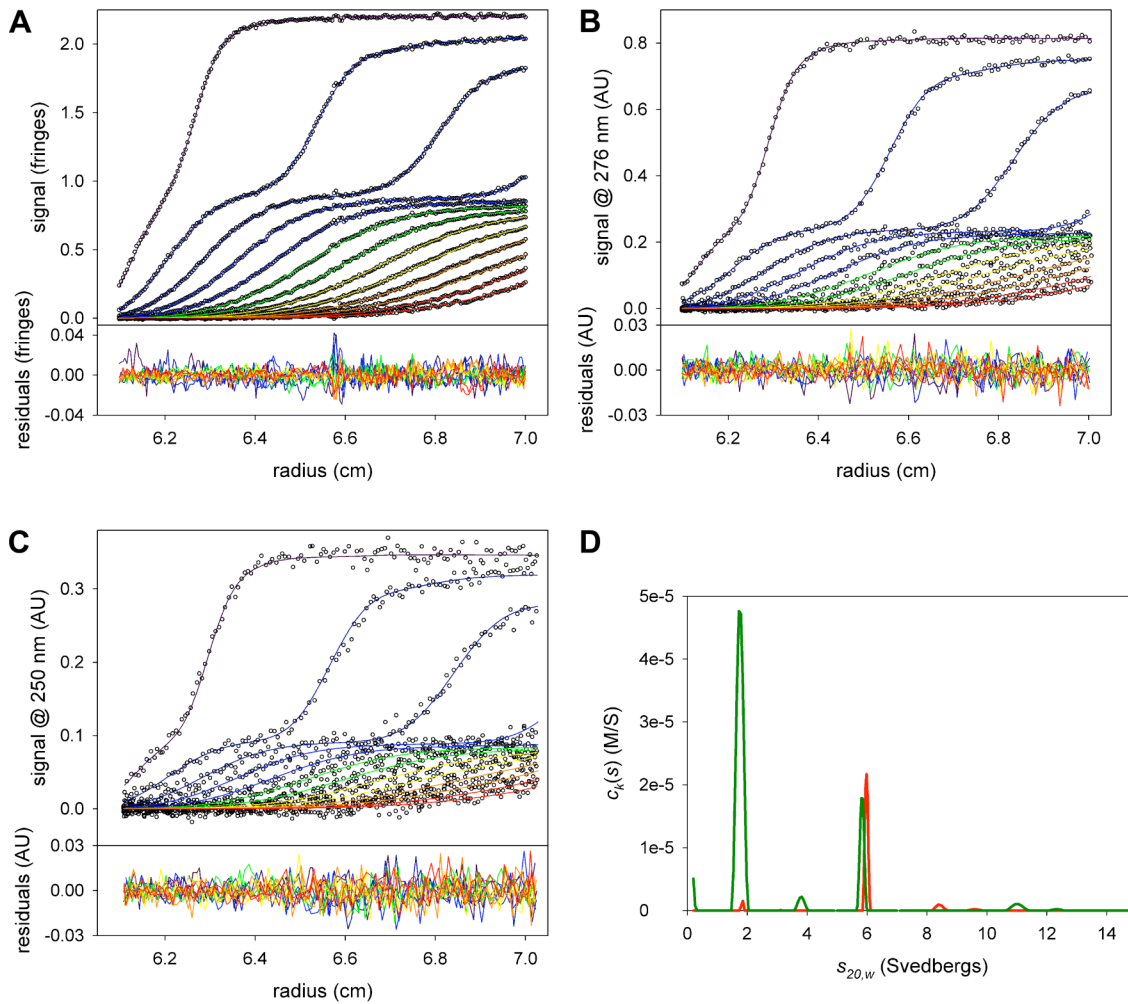 A
signal (fringes)
2.0
1.5
1.0
0.5
0.0
residuals (fringes)
0.04
0.00
-0.04
6.2 6.4 6.6 6.8 7.0
radius (cm)
B
signal @ 276 nm (AU)
0.8
0.6
0.4
0.2
0.0
residuals (AU)
0.03
0.00
-0.03
6.2 6.4 6.6 6.8 7.0
radius (cm)
C
signal @ 250 nm (AU)
0.3
0.2
0.1
0.0
residuals (AU)
0.03
0.00
-0.03
6.2 6.4 6.6 6.8 7.0
radius (cm)
D
ck(s) (M/S)
5e-5
4e-5
3e-5
2e-5
1e-5
0
0 2 4 6 8 10 12 14
s20,w (Svedbergs)